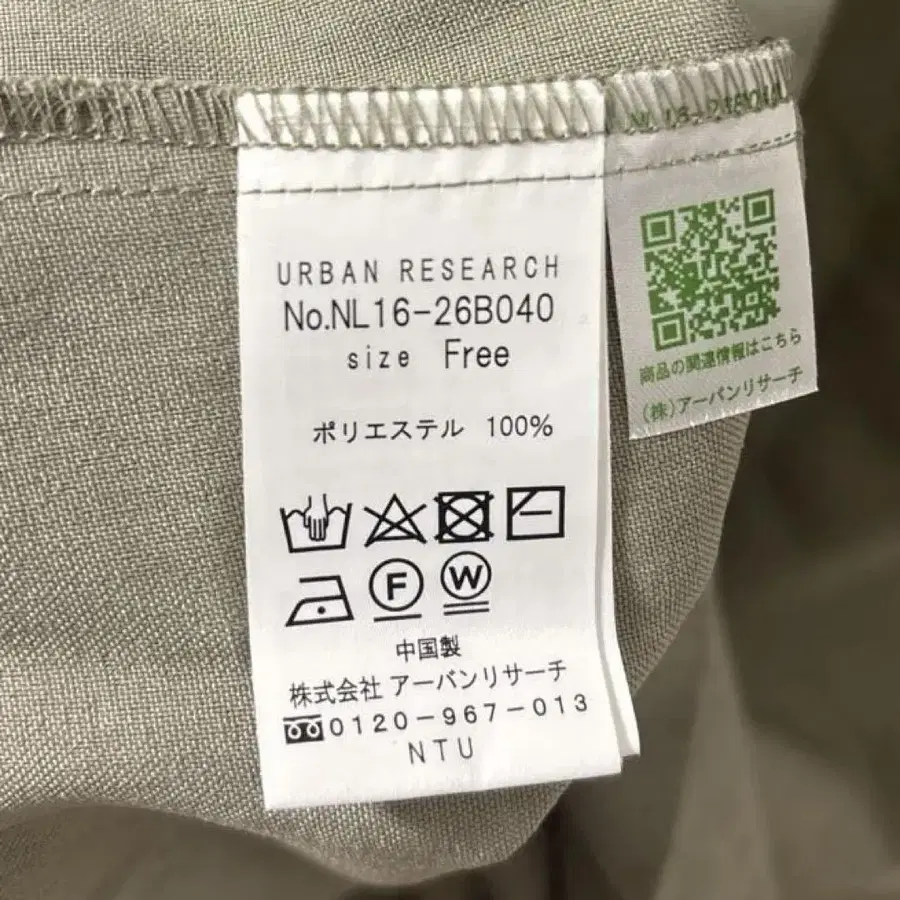 URBAN RESEARCH
No.NL16-26B040
size Free
ポリエステル 100%
F
W
中国製
株式会社 アーバンリサーチ
0120-967-013
NTU
商品の関連情報はこちら
(株)アーバンリサーチ